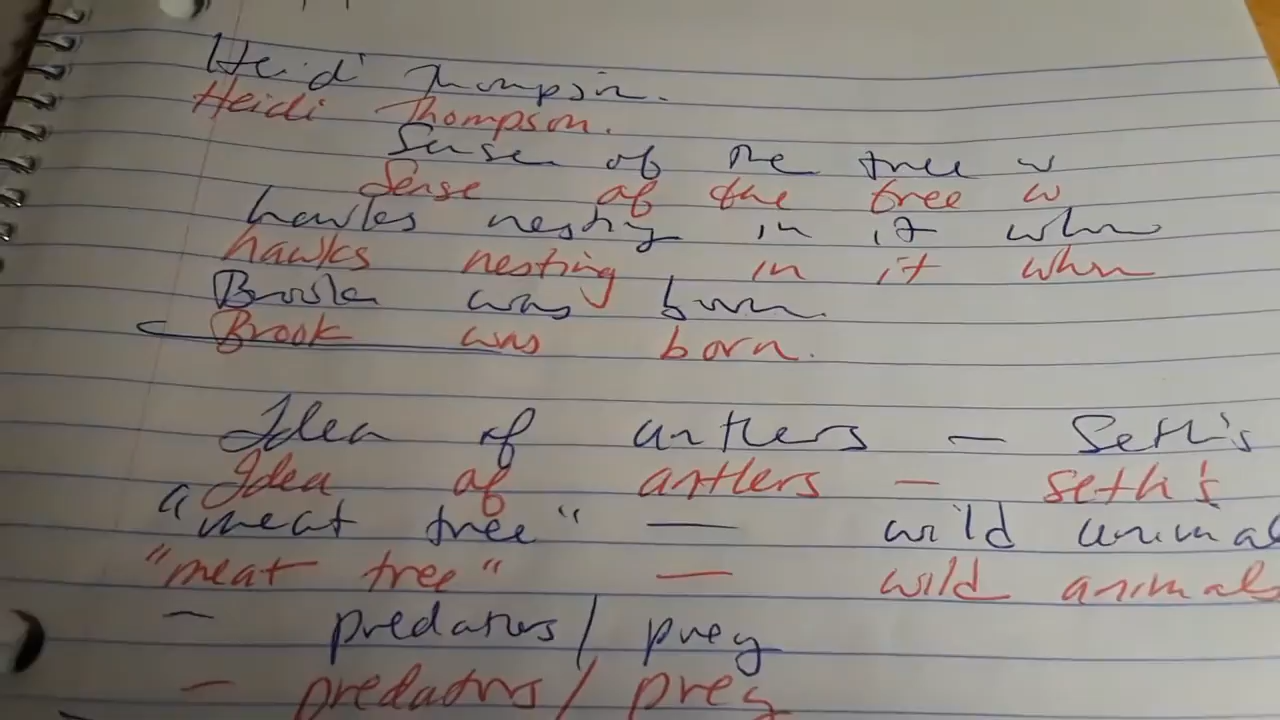 Heidi Thompson.
Heidi Thompson.
Sense of the tree w
Sense of the tree w
hawks nesting in it when
hawks nesting in it when
Brook was born.
Brook was born.
Idea of antlers — Seth's
Idea of antlers — Seth's
"meat tree" — wild animal
"meat tree" — wild animals
— predators / prey
— predators / prey